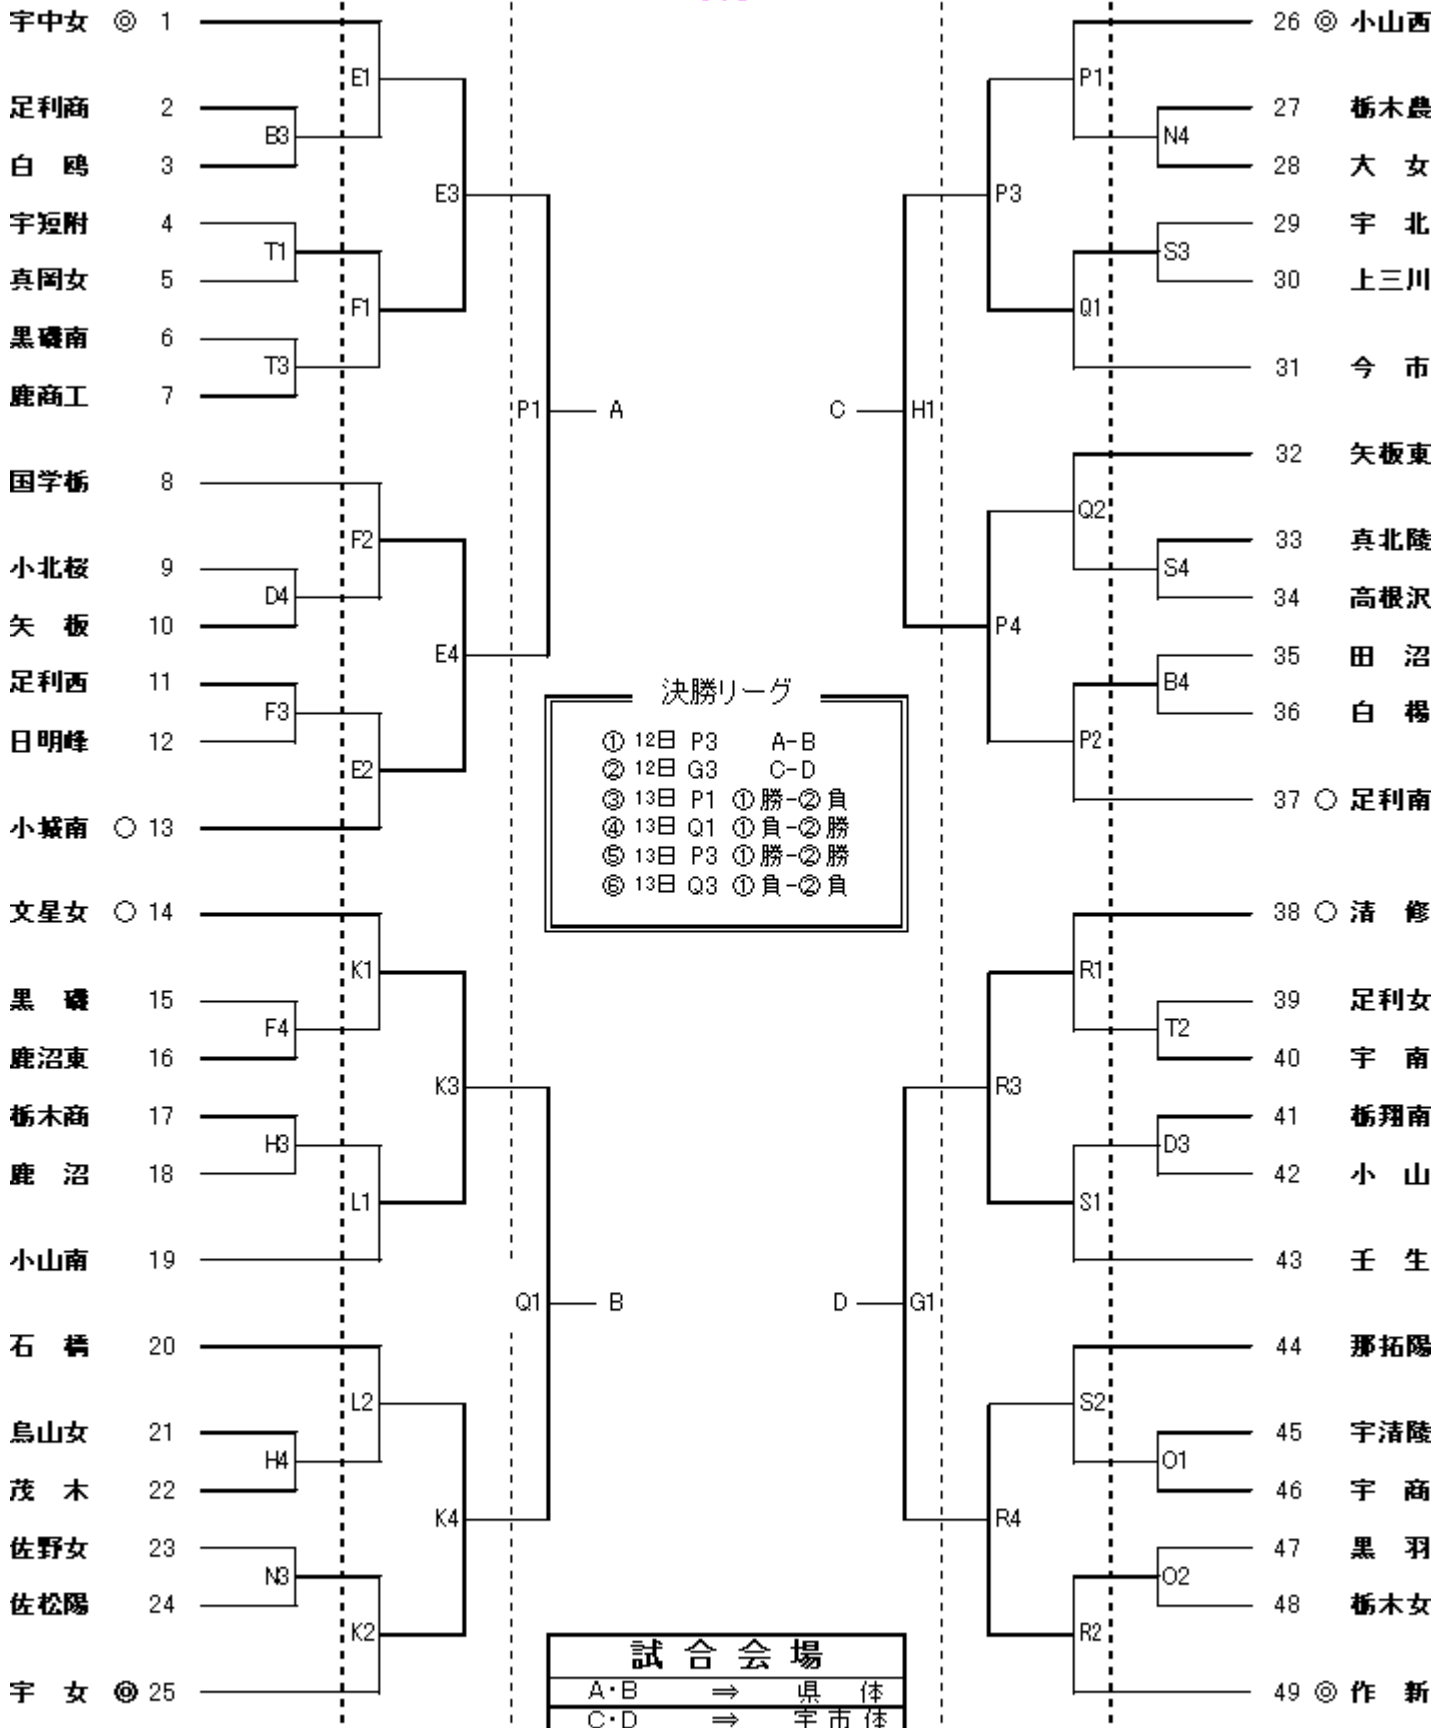 宇中女 ◎ 1
E1
足利商 2
B3
白 鴎 3
E3
宇短附 4
T1
真岡女 5
F1
黒磯南 6
T3
鹿商工 7
P1 A
国学栃 8
F2
小北桜 9
D4
矢 板 10
E4
足利西 11
F3
日明峰 12
E2
小城南 ○ 13
文星女 ○ 14
K1
黒 磯 15
F4
鹿沼東 16
K3
栃木商 17
H3
鹿 沼 18
L1
小山南 19
Q1 B
石 橋 20
L2
烏山女 21
H4
茂 木 22
K4
佐野女 23
N3
佐松陽 24
K2
宇 女 ◎ 25
決勝リーグ
① 12日 P3 A-B
② 12日 G3 C-D
③ 13日 P1 ①勝-②負
④ 13日 Q1 ①負-②勝
⑤ 13日 P3 ①勝-②勝
⑥ 13日 Q3 ①負-②負
試合会場
A・B ⇒ 県 体
C・D ⇒ 宇市体
26 ◎ 小山西
P1
27 栃木農
N4
28 大 女
P3
29 宇 北
S3
30 上三川
Q1
31 今 市
C H1
32 矢板東
Q2
33 真北陵
S4
34 高根沢
P4
35 田 沼
B4
36 白 楊
P2
37 ○ 足利南
38 ○ 清 修
R1
39 足利女
T2
40 宇 南
R3
41 栃翔南
D3
42 小 山
S1
43 壬 生
D G1
44 那拓陽
S2
45 宇清陵
O1
46 宇 商
R4
47 黒 羽
O2
48 栃木女
R2
49 ◎ 作 新